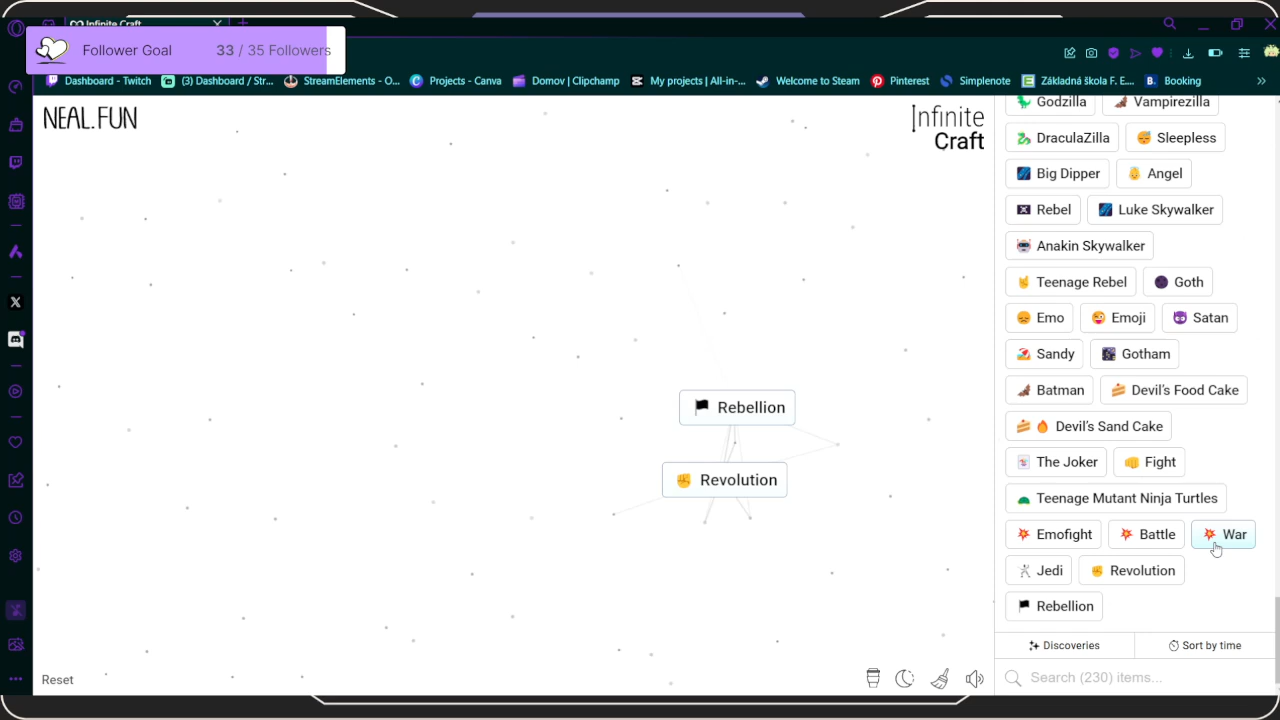 Infinite Craft
Follower Goal 33 / 35 Followers
Dashboard - Twitch
(3) Dashboard / Str...
StreamElements - O...
Projects - Canva
Domov | Clipchamp
My projects | All-in-...
Welcome to Steam
Pinterest
Simplenote
Základná škola F. E...
Booking
NEAL.FUN
Infinite
Craft
Godzilla Vampirezilla
DraculaZilla Sleepless
Big Dipper Angel
Rebel Luke Skywalker
Anakin Skywalker
Teenage Rebel Goth
Emo Emoji Satan
Sandy Gotham
Batman Devil's Food Cake
Devil's Sand Cake
The Joker Fight
Teenage Mutant Ninja Turtles
Emofight Battle War
Jedi Revolution
Rebellion
Rebellion
Revolution
Discoveries Sort by time
Search (230) items...
Reset